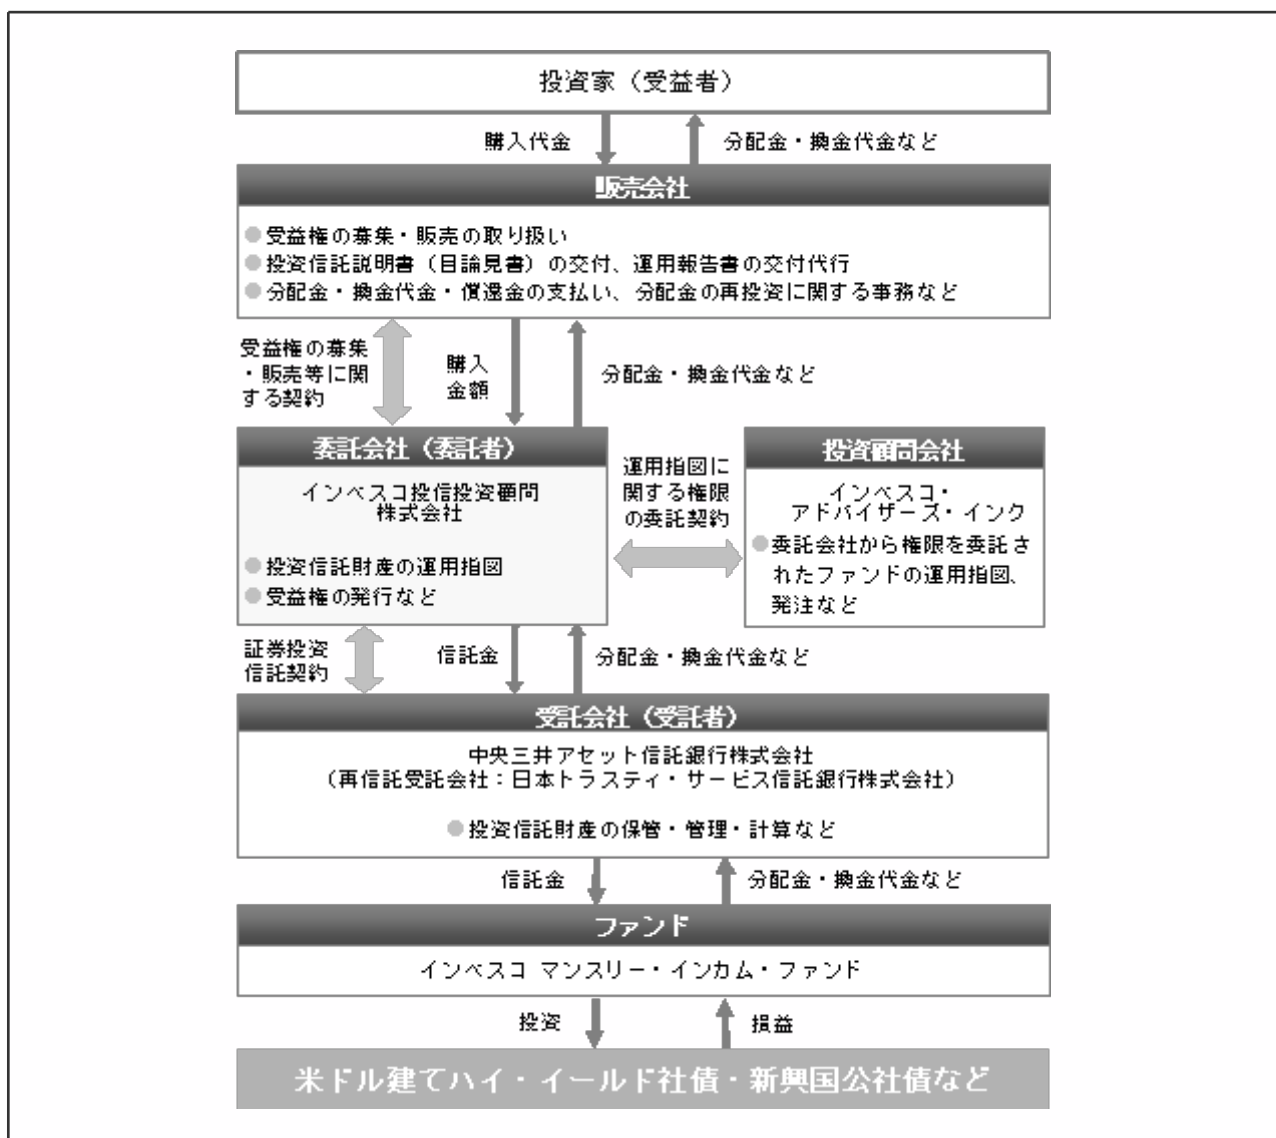 投資家（受益者）
購入代金
分配金・換金代金など
販売会社
受益権の募集・販売の取り扱い
投資信託説明書（目論見書）の交付、運用報告書の交付代行
分配金・換金代金・償還金の支払い、分配金の再投資に関する事務など
受益権の募集
・販売等に関
する契約
購入
金額
分配金・換金代金など
委託会社（委託者）
インベスコ投信投資顧問
株式会社
投資信託財産の運用指図
受益権の発行など
運用指図に
関する権限
の委託契約
投資顧問会社
インベスコ・
アドバイザーズ・インク
委託会社から権限を委託さ
れたファンドの運用指図、
発注など
証券投資
信託契約
信託金
分配金・換金代金など
受託会社（受託者）
中央三井アセット信託銀行株式会社
（再信託受託会社：日本トラスティ・サービス信託銀行株式会社）
投資信託財産の保管・管理・計算など
信託金
分配金・換金代金など
ファンド
インベスコ マンスリー・インカム・ファンド
投資
損益
米ドル建てハイ・イールド社債・新興国公社債など